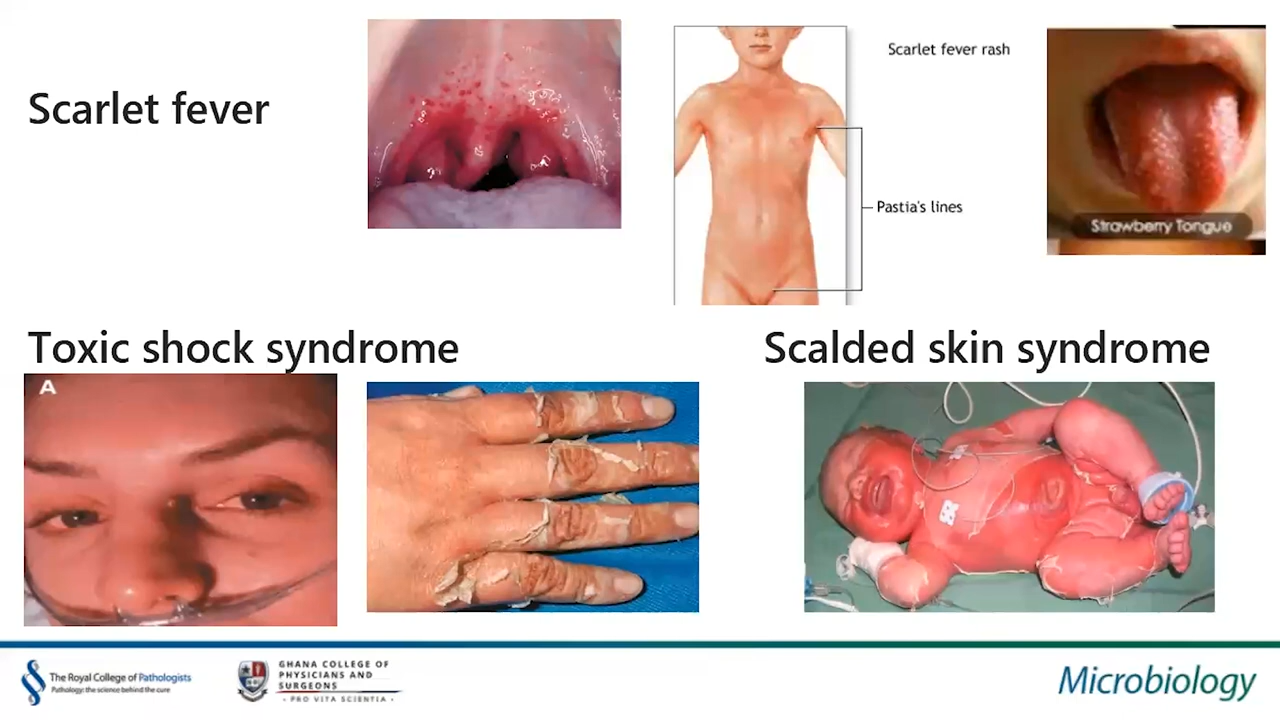 Scarlet fever
Scarlet fever rash
Pastia's lines
Strawberry Tongue
Toxic shock syndrome
Scalded skin syndrome
A
The Royal College of Pathologists
Pathology: the science behind the cure
GHANA COLLEGE OF
PHYSICIANS AND
SURGEONS
- PRO VITA SCIENTIA -
Microbiology